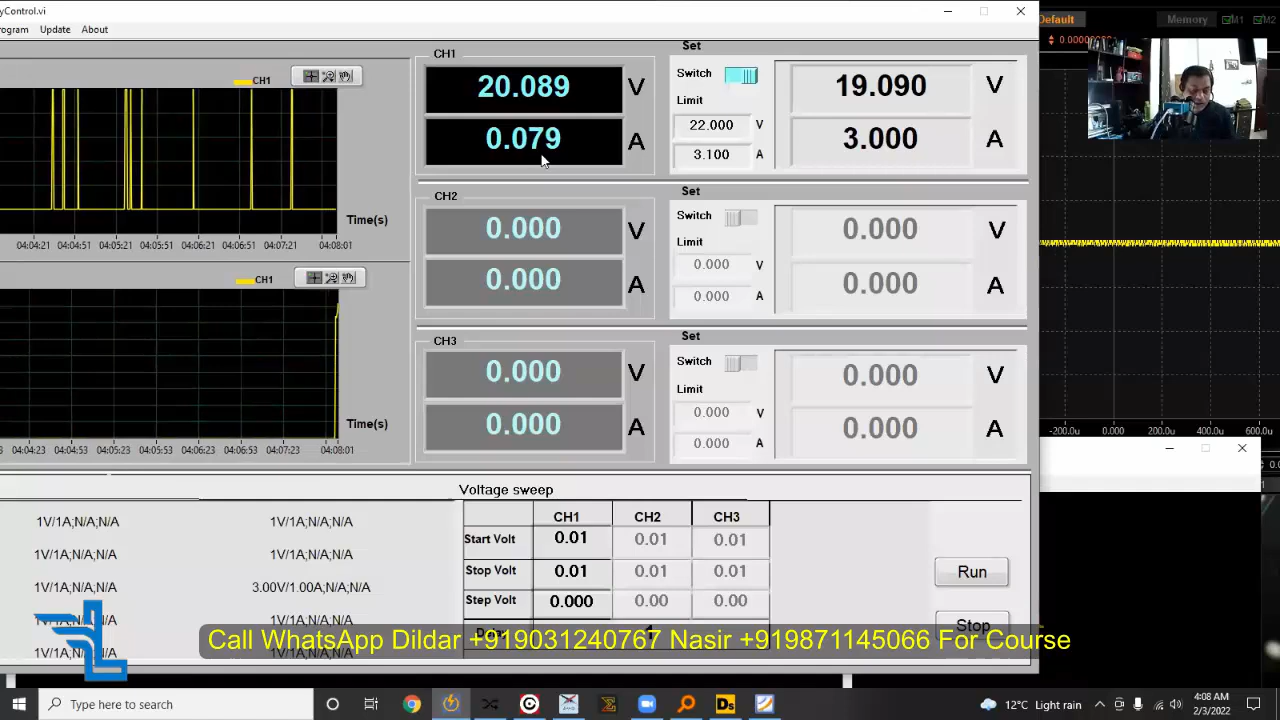 yControl.vi
Default
Memory
M1
M2
rogram Update About
0.0000000
CH1
Time(s)
04:04:21 04:04:51 04:05:21 04:05:51 04:06:21 04:06:51 04:07:21 04:08:01
CH1
Time(s)
04:04:23 04:04:53 04:05:23 04:05:53 04:06:23 04:06:53 04:07:23 04:08:01
CH1
20.089 V
0.079 A
Set
Switch
Limit
22.000 V
3.100 A
19.090 V
3.000 A
CH2
0.000 V
0.000 A
Set
Switch
Limit
0.000 V
0.000 A
0.000 V
0.000 A
CH3
0.000 V
0.000 A
Set
Switch
Limit
0.000 V
0.000 A
0.000 V
0.000 A
-200.0u 0.000 200.0u 400.0u 600.0u
Voltage sweep
1V/1A;N/A;N/A 1V/1A;N/A;N/A
1V/1A;N/A;N/A 1V/1A;N/A;N/A
1V/1A;N/A;N/A 3.00V/1.00A;N/A;N/A
1V/1A;N/A;N/A
1V/1A;N/A;N/A
CH1 CH2 CH3
Start Volt 0.01 0.01 0.01
Stop Volt 0.01 0.01 0.01
Step Volt 0.000 0.00 0.00
Run
Stop
Call WhatsApp Dildar +919031240767 Nasir +919871145066 For Course
Type here to search
Ds
12°C Light rain
4:08 AM
2/3/2022